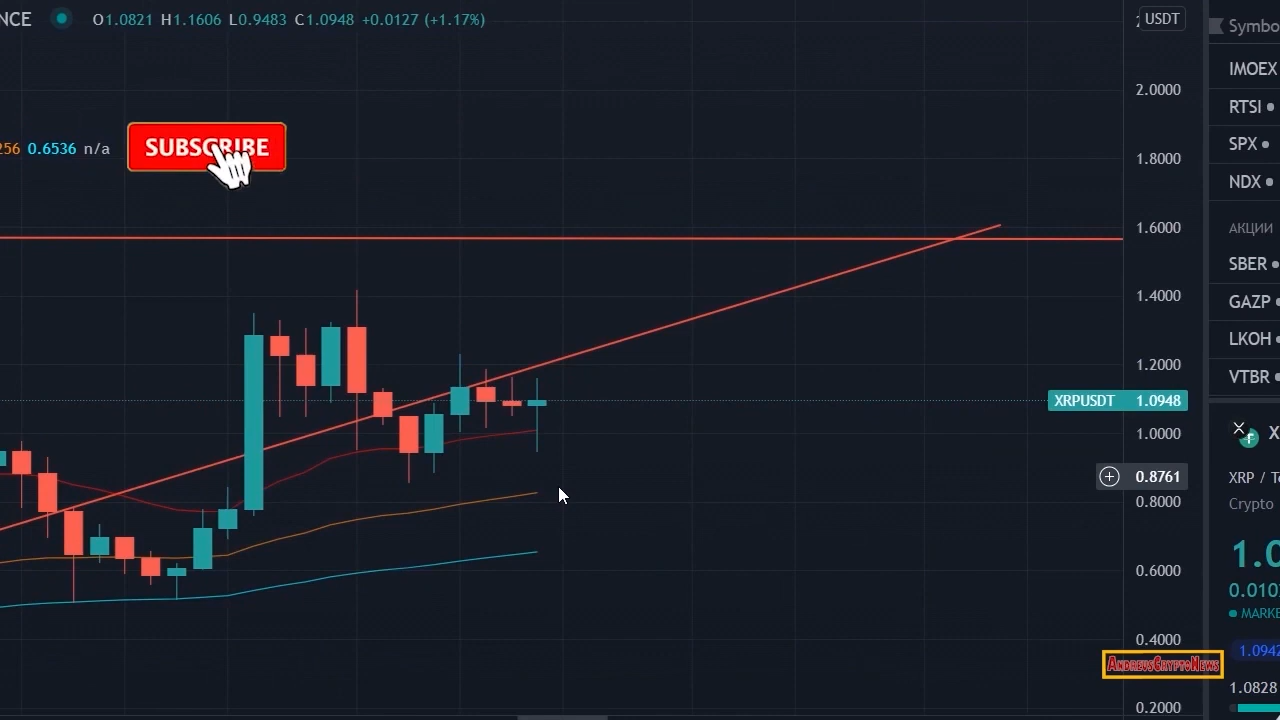 NCE O1.0821 H1.1606 L0.9483 C1.0948 +0.0127 (+1.17%)
256 0.6536 n/a
SUBSCRIBE
USDT
2.0000
1.8000
1.6000
1.4000
1.2000
XRPUSDT 1.0948
1.0000
0.8761
0.8000
0.6000
0.4000
0.2000
ANDREUSCRYPTONEWS
Symbo
IMOEX
RTSI
SPX
NDX
АКЦИИ
SBER
GAZP
LKOH
VTBR
X
XRP / Te
Crypto
1.0
0.010
MARKE
1.0942
1.0828